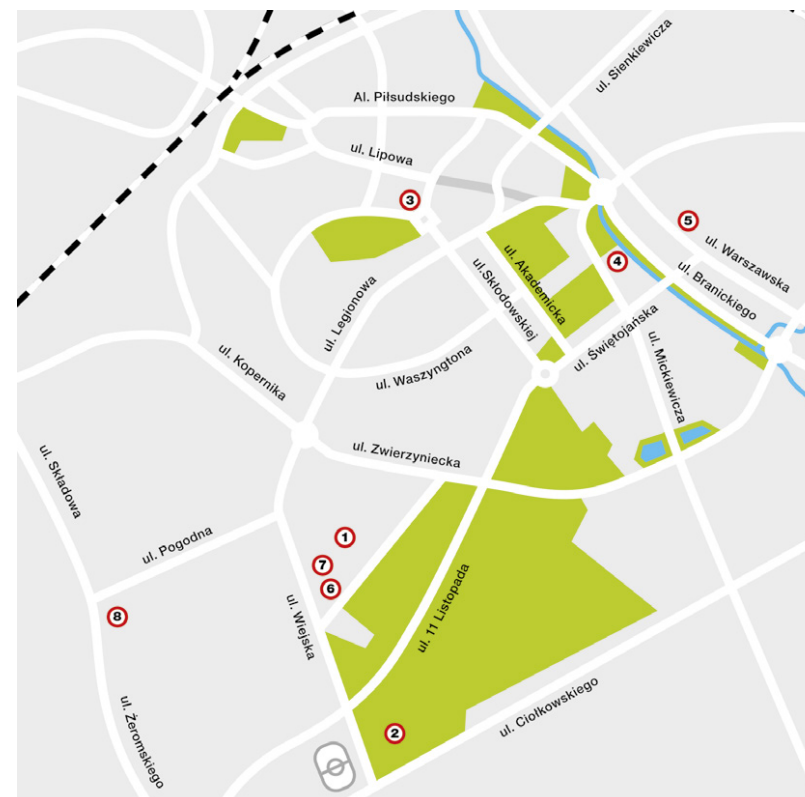 ul. Sienkiewicza
Al. Piłsudskiego
ul. Lipowa
3
5
ul. Warszawska
ul. Akademicka
4
ul. Branickiego
ul.Skłodowskiej
ul. Legionowa
ul. Świętojańska
ul. Mickiewicza
ul. Waszyngtona
ul. Kopernika
ul. Zwierzyniecka
ul. Składowa
ul. Pogodna
1
7
6
ul. Wiejska
ul. 11 Listopada
8
ul. Żeromskiego
2
ul. Ciołkowskiego